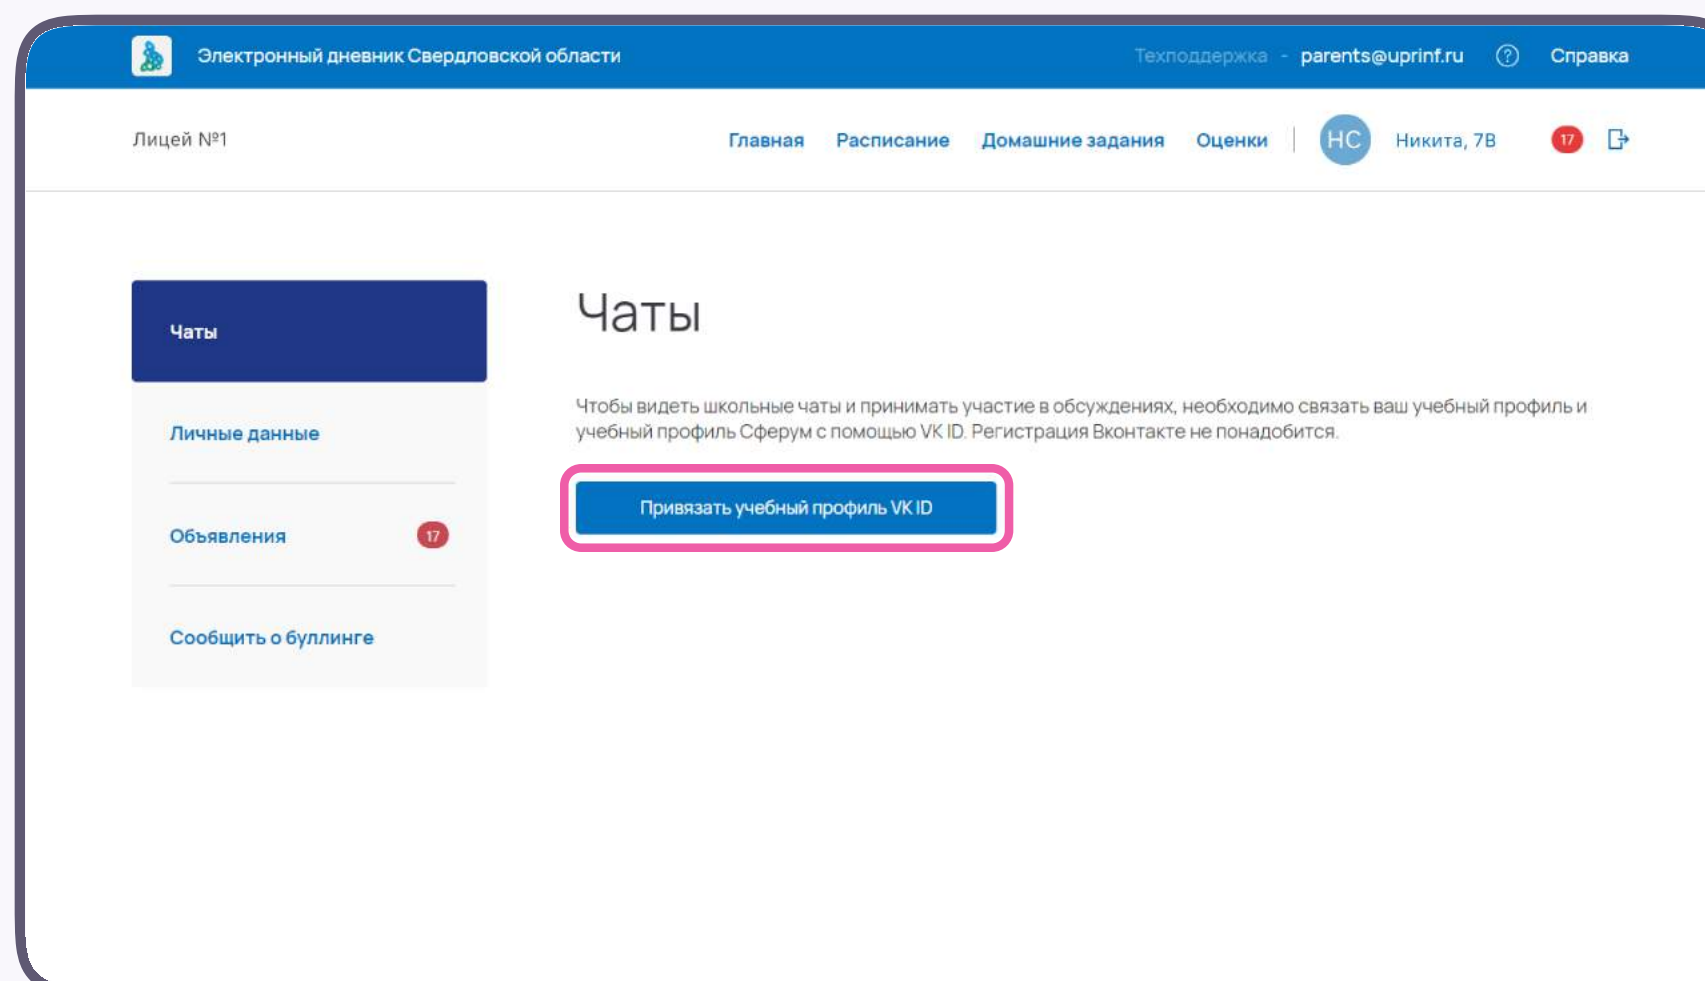 Электронный дневник Свердловской области
Техподдержка - parents@uprinf.ru ? Справка
Лицей №1
Главная Расписание Домашние задания Оценки НС Никита, 7В 17
Чаты
Личные данные
Объявления 17
Сообщить о буллинге
Чаты
Чтобы видеть школьные чаты и принимать участие в обсуждениях, необходимо связать ваш учебный профиль и
учебный профиль Сферум с помощью VK ID. Регистрация Вконтакте не понадобится.
Привязать учебный профиль VK ID